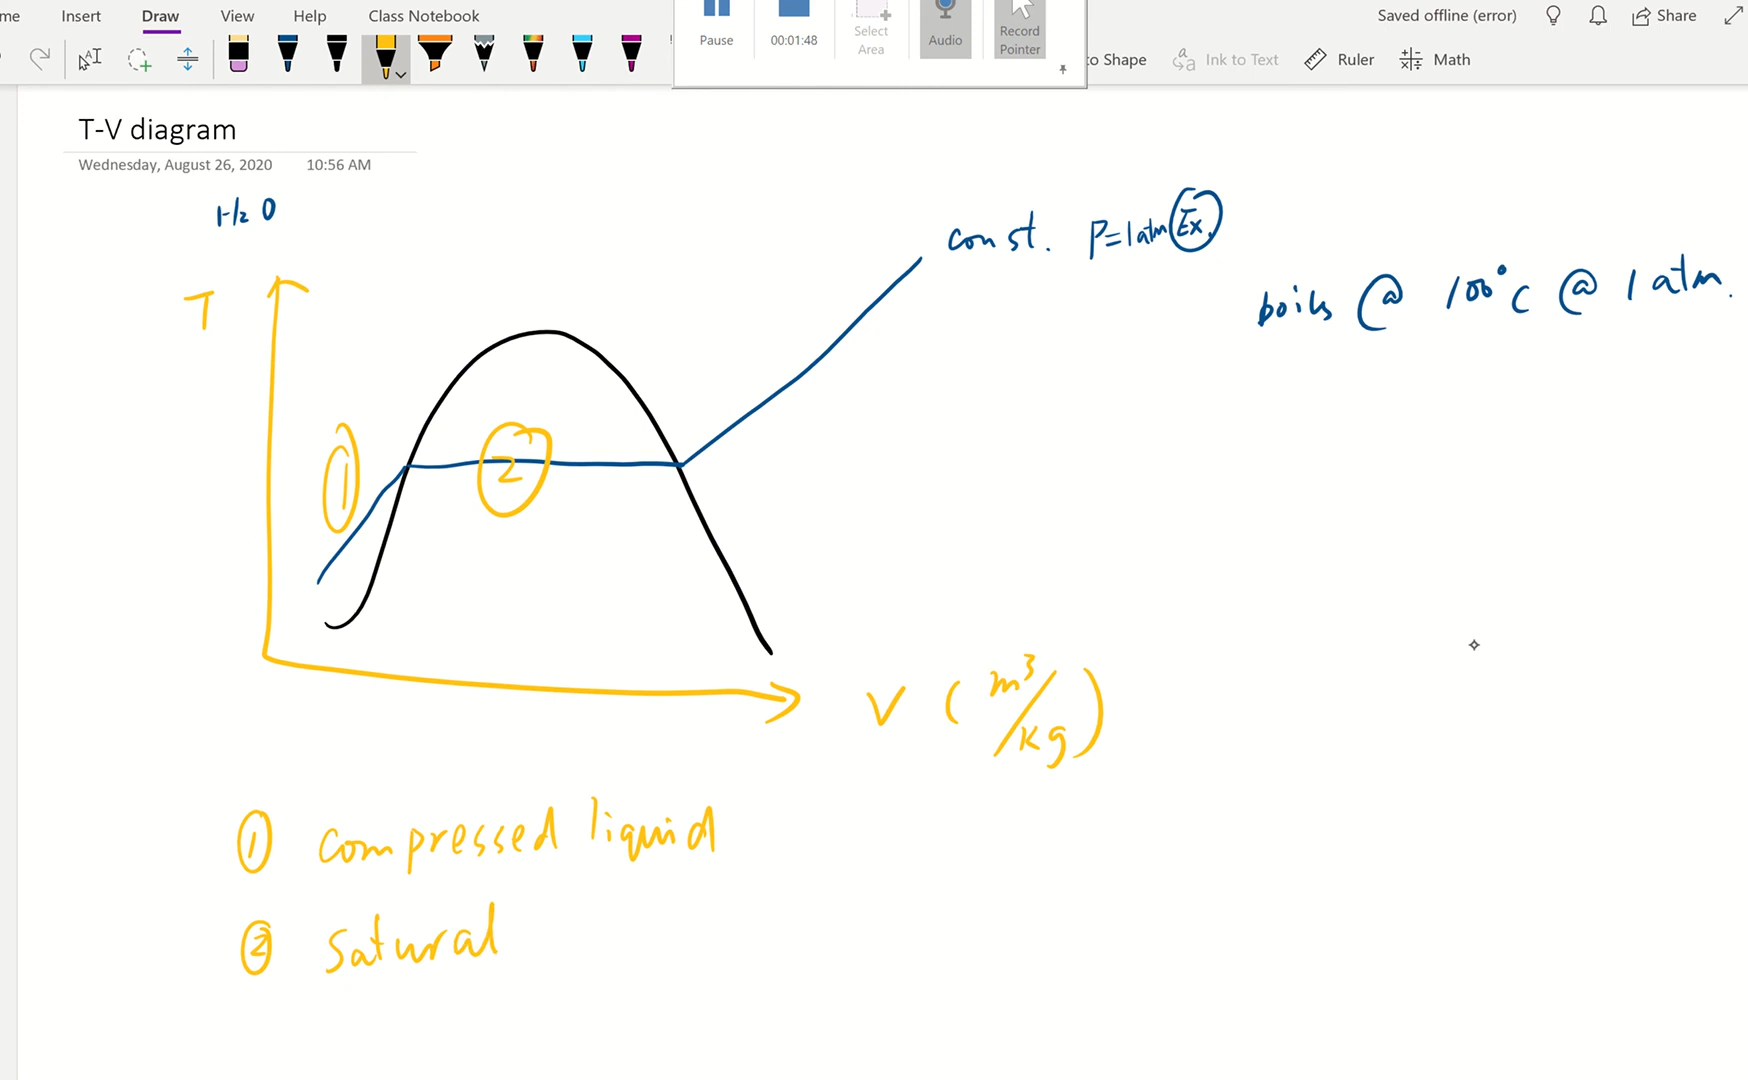 me Insert Draw View Help Class Notebook
Saved offline (error) Share
Pause 00:01:48 Select Area Audio Record Pointer
to Shape Ink to Text Ruler Math
T-V diagram
Wednesday, August 26, 2020 10:56 AM
H2O
const. P=1atm Ex.
boils @ 100°C @ 1 atm.
T
1
2
V (m³/kg)
① compressed liquid
② Satural